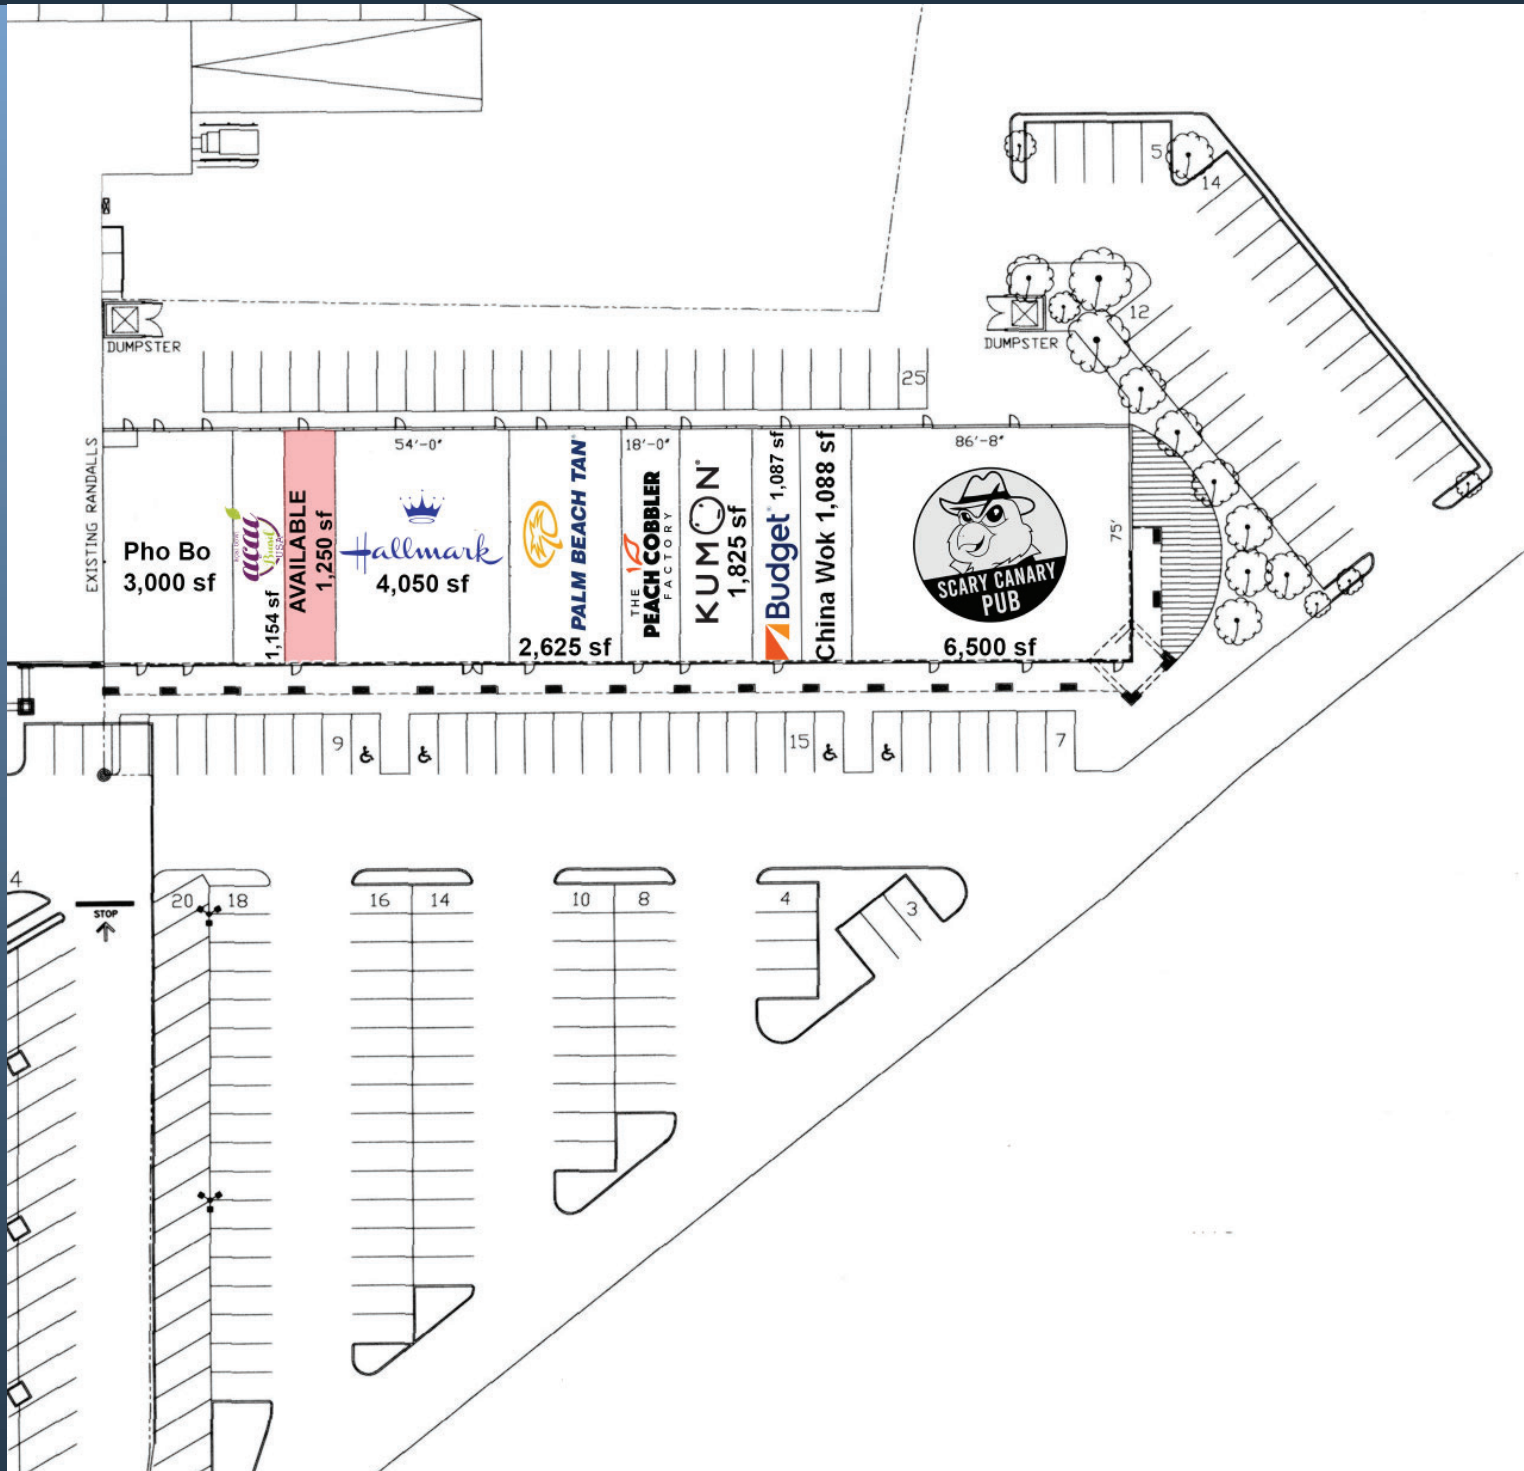 5
14
12
DUMPSTER
DUMPSTER
25
EXISTING RANDALLS
54'-0"
18'-0"
86'-8"
75'
Pho Bo
3,000 sf
acai
Bowl
USA
1,154 sf
AVAILABLE
1,250 sf
Hallmark
4,050 sf
PALM BEACH TAN
2,625 sf
THE
PEACH COBBLER
FACTORY
KUMON
1,825 sf
Budget
1,087 sf
China Wok 1,088 sf
SCARY CANARY
PUB
6,500 sf
9
15
7
4
STOP
20
18
16
14
10
8
4
3